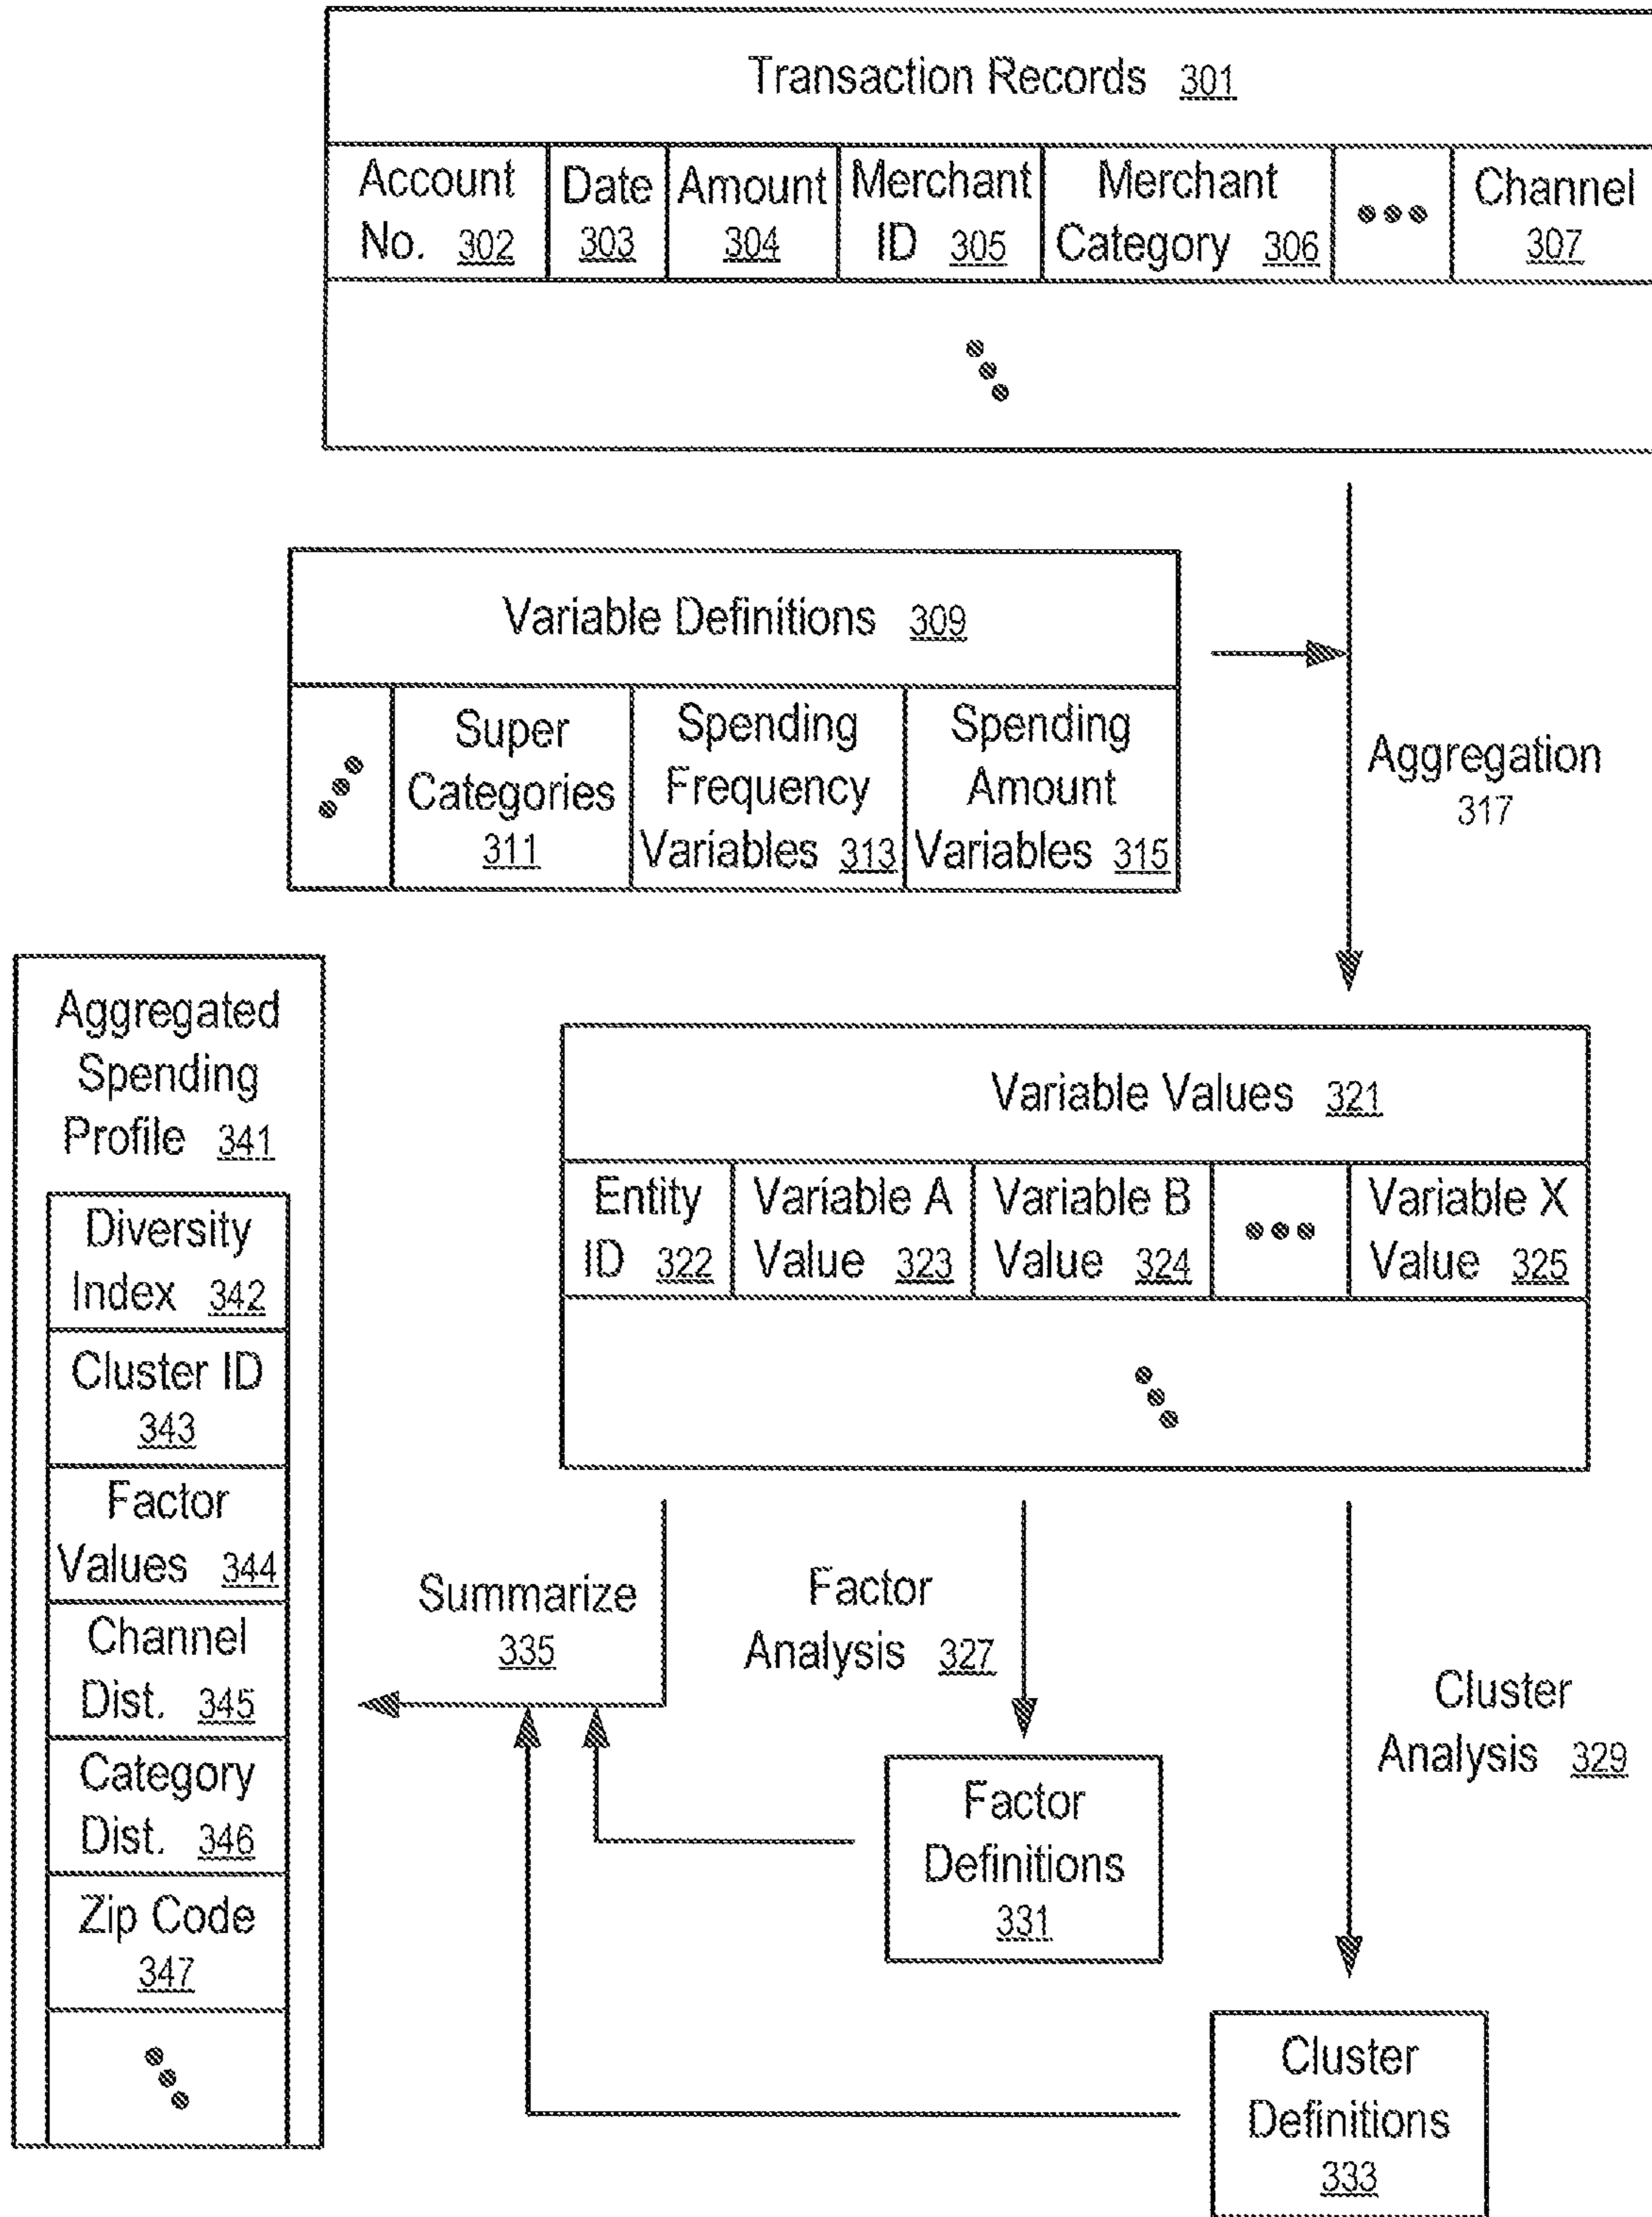 Transaction Records 301
Account
No. 302
Date
303
Amount
304
Merchant
ID 305
Merchant
Category 306
Channel
307
Variable Definitions 309
Super
Categories
311
Spending
Frequency
Variables 313
Spending
Amount
Variables 315
Aggregation
317
Aggregated
Spending
Profile 341
Diversity
Index 342
Cluster ID
343
Factor
Values 344
Channel
Dist. 345
Category
Dist. 346
Zip Code
347
Variable Values 321
Entity
ID 322
Variable A
Value 323
Variable B
Value 324
Variable X
Value 325
Summarize
335
Factor
Analysis 327
Cluster
Analysis 329
Factor
Definitions
331
Cluster
Definitions
333